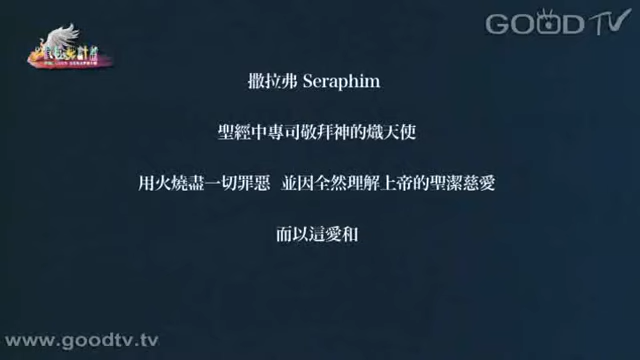 GOOD TV
撒拉弗 Seraphim
聖經中專司敬拜神的熾天使
用火燒盡一切罪惡 並因全然理解上帝的聖潔慈愛
而以這愛和
www.goodtv.tv